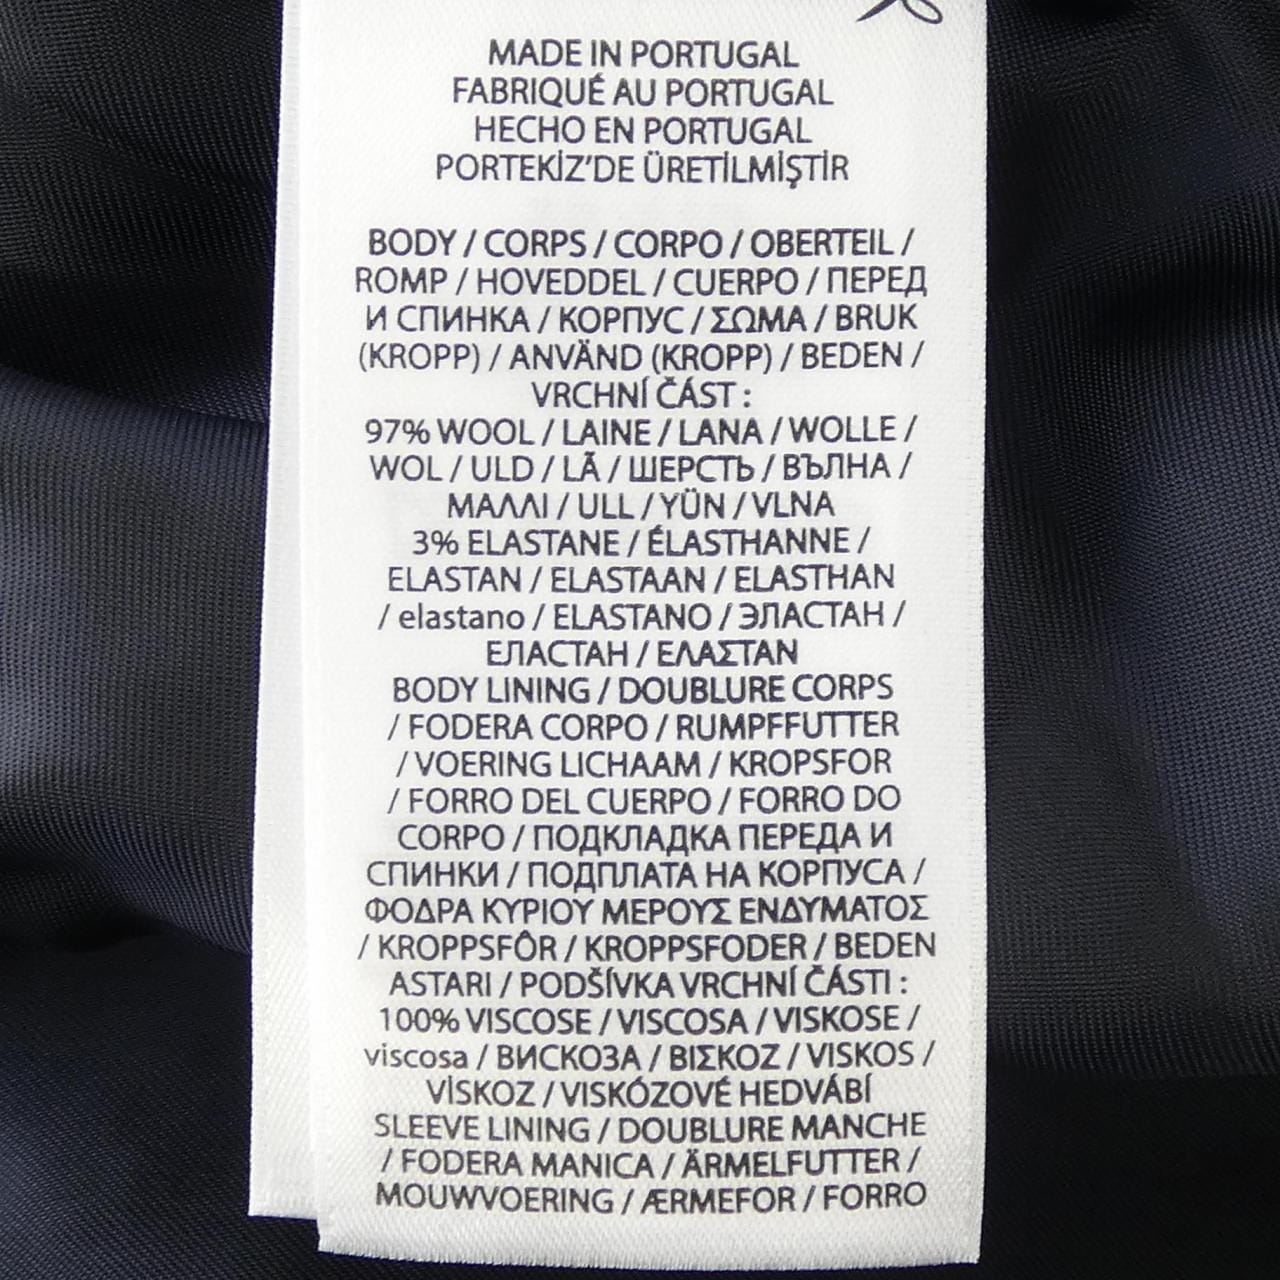 MADE IN PORTUGAL
FABRIQUÉ AU PORTUGAL
HECHO EN PORTUGAL
PORTEKİZ'DE ÜRETİLMİŞTİR
BODY / CORPS / CORPO / OBERTEIL /
ROMP / HOVEDDEL / CUERPO / ПЕРЕД
И СПИНКА / КОРПУС / ΣΩΜΑ / BRUK
(KROPP) / ANVÄND (KROPP) / BEDEN /
VRCHNÍ ČÁST :
97% WOOL / LAINE / LANA / WOLLE /
WOL / ULD / LÃ / ШЕРСТЬ / ВЪЛНА /
ΜΑΛΛΙ / ULL / YÜN / VLNA
3% ELASTANE / ÉLASTHANNE /
ELASTAN / ELASTAAN / ELASTHAN
/ elastano / ELASTANO / ЭЛАСТАН /
ЕЛАСТАН / ΕΛΑΣΤΑΝ
BODY LINING / DOUBLURE CORPS
/ FODERA CORPO / RUMPFFUTTER
/ VOERING LICHAAM / KROPSFOR
/ FORRO DEL CUERPO / FORRO DO
CORPO / ПОДКЛАДКА ПЕРЕДА И
СПИНКИ / ПОДПЛАТА НА КОРПУСА /
ΦΟΔΡΑ ΚΥΡΙΟΥ ΜΕΡΟΥΣ ΕΝΔΥΜΑΤΟΣ
/ KROPPSFÔR / KROPPSFODER / BEDEN
ASTARI / PODŠÍVKA VRCHNÍ ČÁSTI :
100% VISCOSE / VISCOSA / VISKOSE /
viscosa / ВИСКОЗА / ΒΙΣΚΟΖ / VISKOS /
VİSKOZ / VISKÓZOVÉ HEDVÁBÍ
SLEEVE LINING / DOUBLURE MANCHE
/ FODERA MANICA / ÄRMELFUTTER /
MOUWVOERING / ÆRMEFOR / FORRO